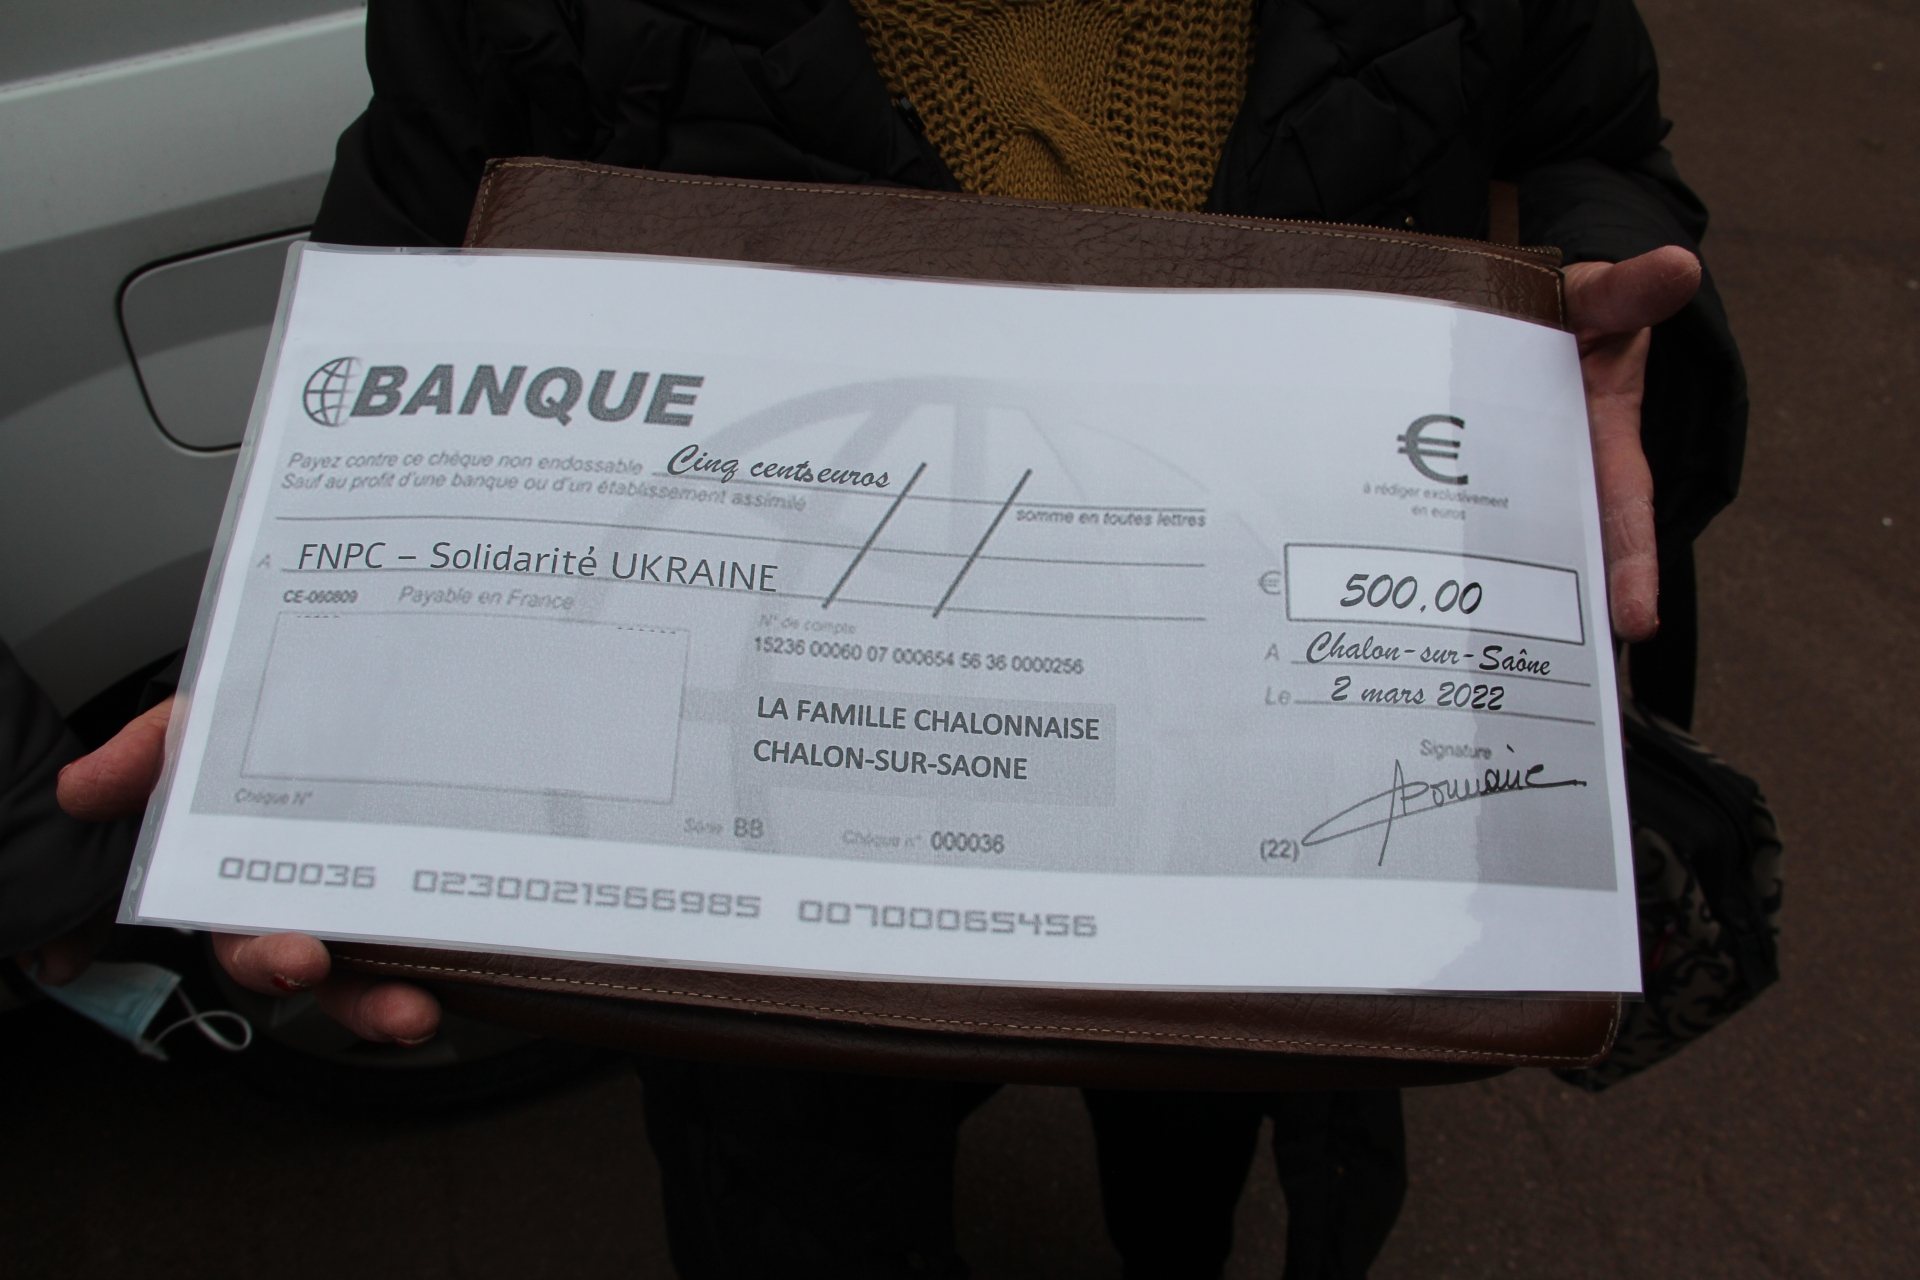 BANQUE
€
Payez contre ce chèque non endossable Cinq cents euros
Sauf au profit d'une banque ou d'un établissement assimilé
somme en toutes lettres
à rédiger exclusivement
en euros
A FNPC – Solidarité UKRAINE
€ 500,00
CE-060809 Payable en France
N° de compte
15236 00060 07 000654 56 36 0000256
A Chalon-sur-Saône
Le 2 mars 2022
LA FAMILLE CHALONNAISE
CHALON-SUR-SAONE
Signature
Chèque N°
Série BB Chèque n° 000036
(22)
000036 0230021566985 00700065456